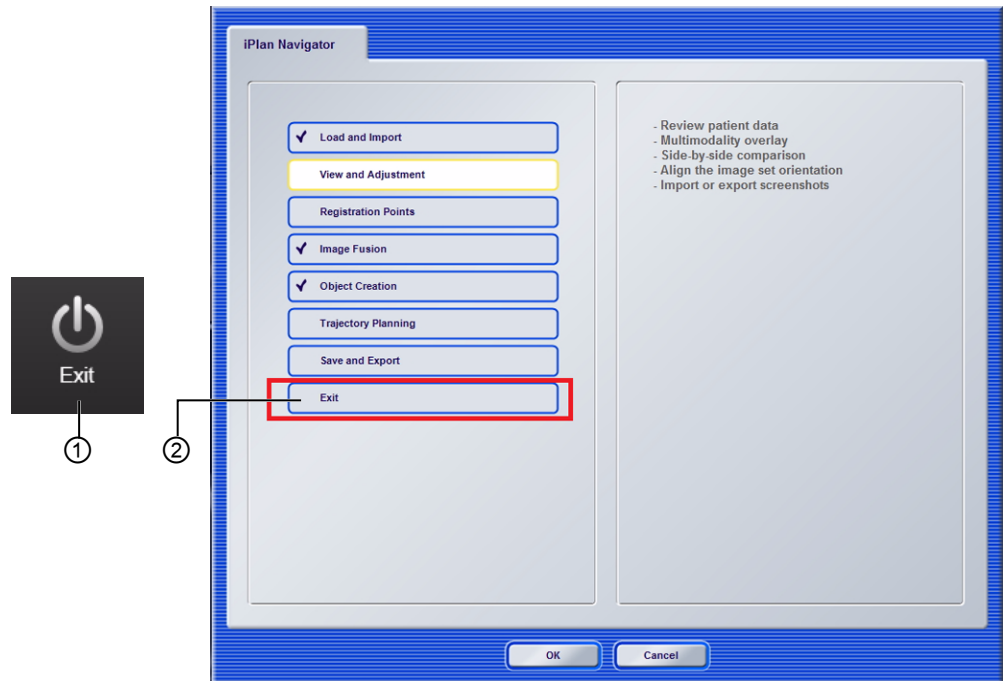 iPlan Navigator
Load and Import
View and Adjustment
Registration Points
Image Fusion
Object Creation
Trajectory Planning
Save and Export
Exit
- Review patient data
- Multimodality overlay
- Side-by-side comparison
- Align the image set orientation
- Import or export screenshots
Exit
①
②
OK
Cancel